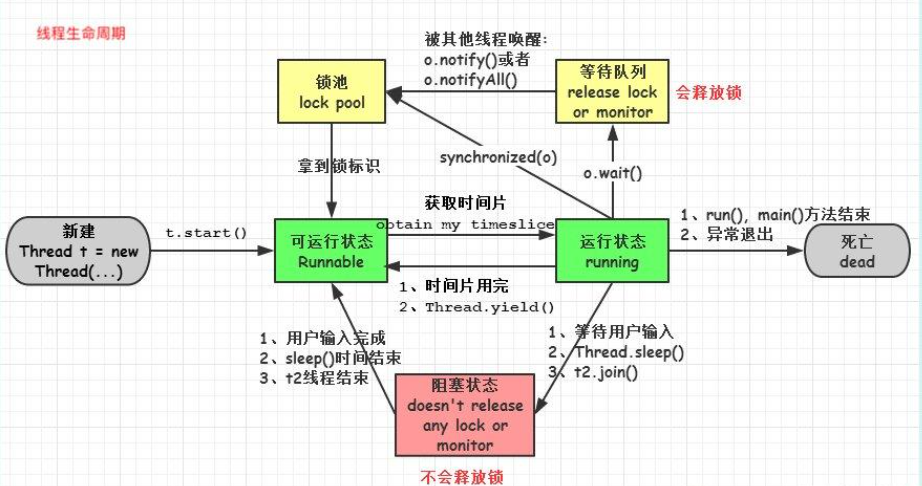 线程生命周期
被其他线程唤醒:
o.notify()或者
o.notifyAll()
锁池
lock pool
等待队列
release lock
or monitor
会释放锁
synchronized(o)
o.wait()
拿到锁标识
新建
Thread t = new
Thread(...)
t.start()
可运行状态
Runnable
获取时间片
obtain my timeslice
运行状态
running
1、run(), main()方法结束
2、异常退出
死亡
dead
1、时间片用完
2、Thread.yield()
1、用户输入完成
2、sleep()时间结束
3、t2线程结束
1、等待用户输入
2、Thread.sleep()
3、t2.join()
阻塞状态
doesn't release
any lock or
monitor
不会释放锁